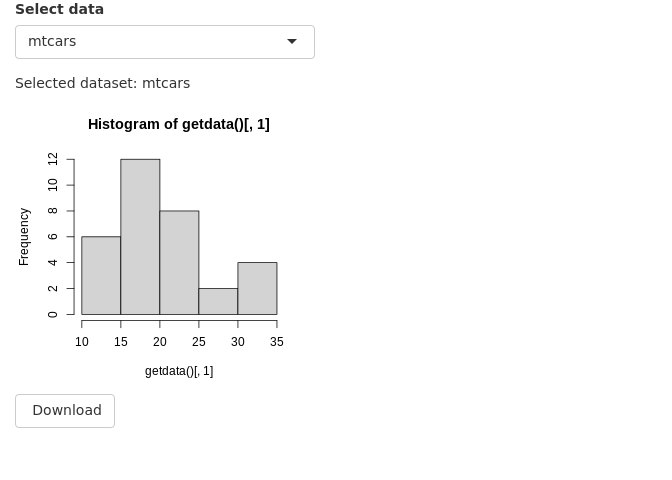 Select data
mtcars
Selected dataset: mtcars
Histogram of getdata()[, 1]
Frequency
12
10
8
6
4
2
0
10 15 20 25 30 35
getdata()[, 1]
Download